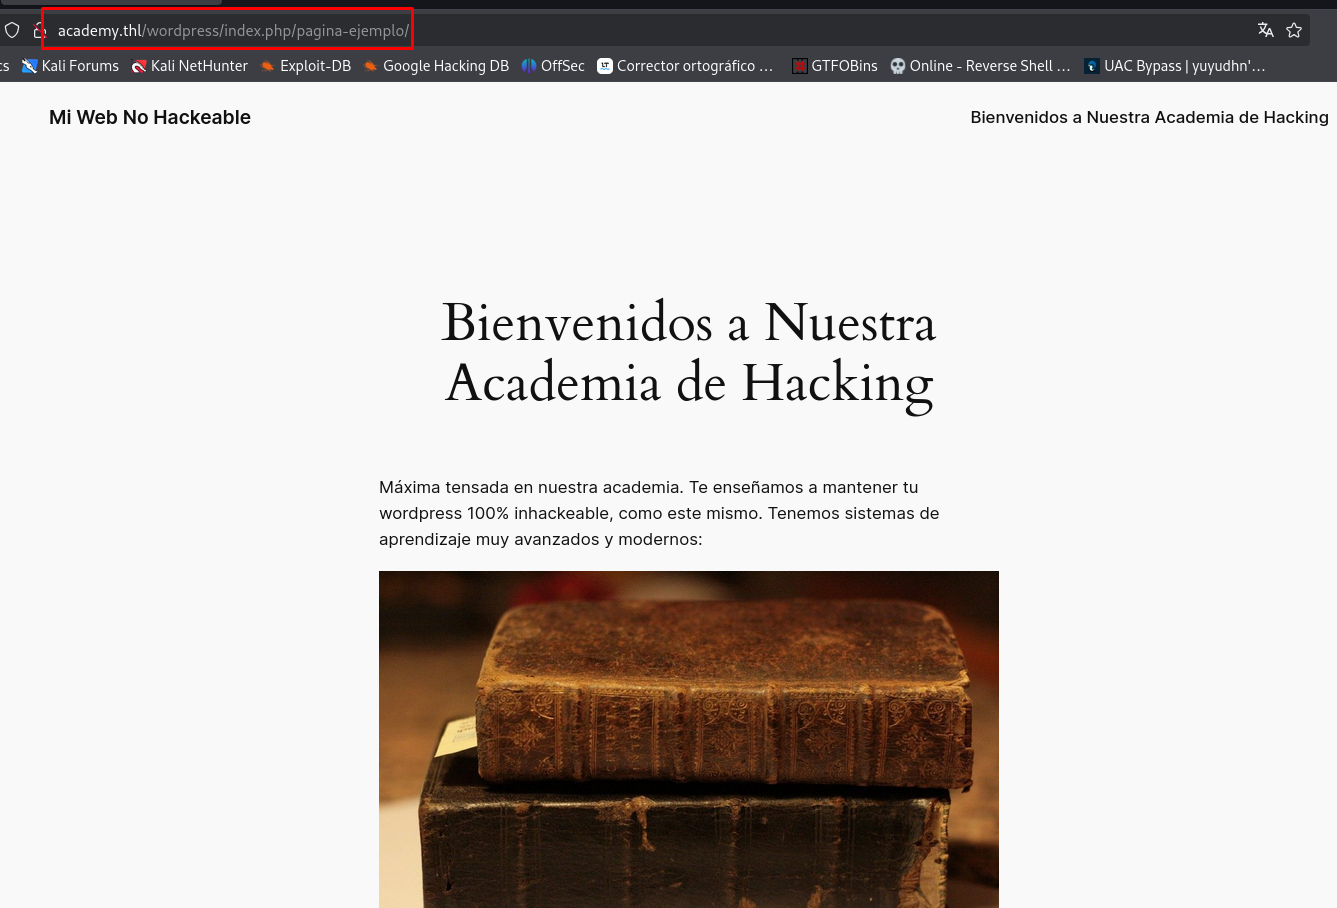 academy.thl/wordpress/index.php/pagina-ejemplo/
cs Kali Forums Kali NetHunter Exploit-DB Google Hacking DB OffSec LT Corrector ortográfico ... GTFOBins Online - Reverse Shell ... UAC Bypass | yuyudhn'...
Mi Web No Hackeable Bienvenidos a Nuestra Academia de Hacking
Bienvenidos a Nuestra
Academia de Hacking
Máxima tensada en nuestra academia. Te enseñamos a mantener tu
wordpress 100% inhackeable, como este mismo. Tenemos sistemas de
aprendizaje muy avanzados y modernos: